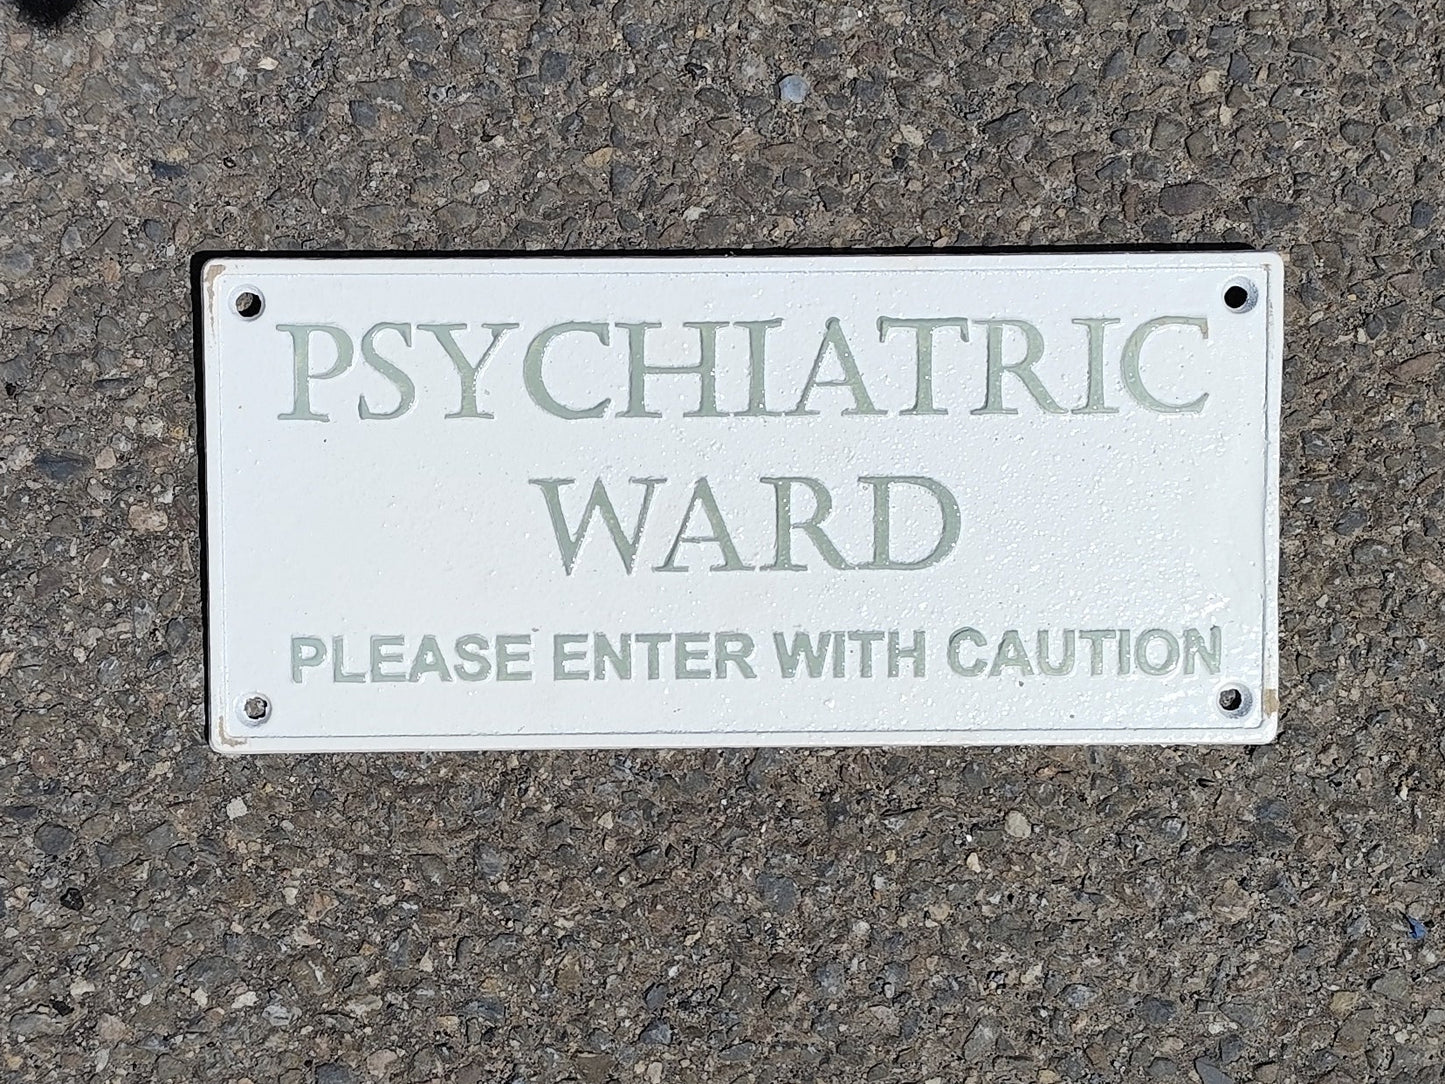 PSYCHIATRIC
WARD
PLEASE ENTER WITH CAUTION